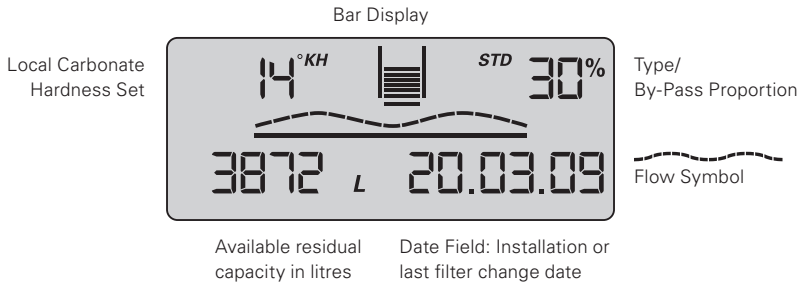 Bar Display
Local Carbonate
Hardness Set
14 °KH
STD 30%
Type/
By-Pass Proportion
3872 L 20.03.09
Flow Symbol
Available residual
capacity in litres
Date Field: Installation or
last filter change date